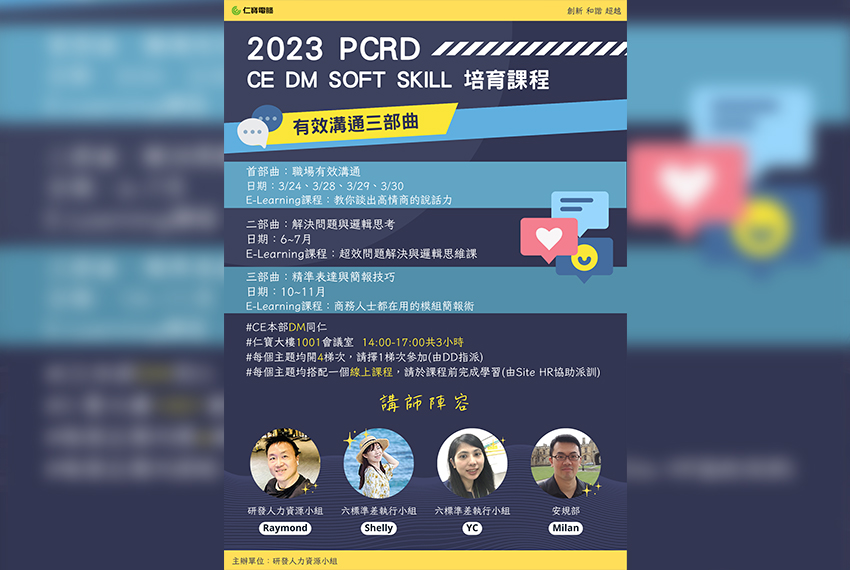 仁寶電腦
創新 和諧 超越
2023 PCRD
CE DM SOFT SKILL 培育課程
有效溝通三部曲
首部曲：職場有效溝通
日期：3/24、3/28、3/29、3/30
E-Learning課程：教你談出高情商的說話力
二部曲：解決問題與邏輯思考
日期：6~7月
E-Learning課程：超效問題解決與邏輯思維課
三部曲：精準表達與簡報技巧
日期：10~11月
E-Learning課程：商務人士都在用的模組簡報術
#CE本部DM同仁
#仁寶大樓1001會議室 14:00-17:00共3小時
#每個主題均開4梯次，請擇1梯次參加(由DD指派)
#每個主題均搭配一個線上課程，請於課程前完成學習(由Site HR協助派訓)
講師陣容
研發人力資源小組 六標準差執行小組 六標準差執行小組 安規部
Raymond Shelly YC Milan
主辦單位：研發人力資源小組